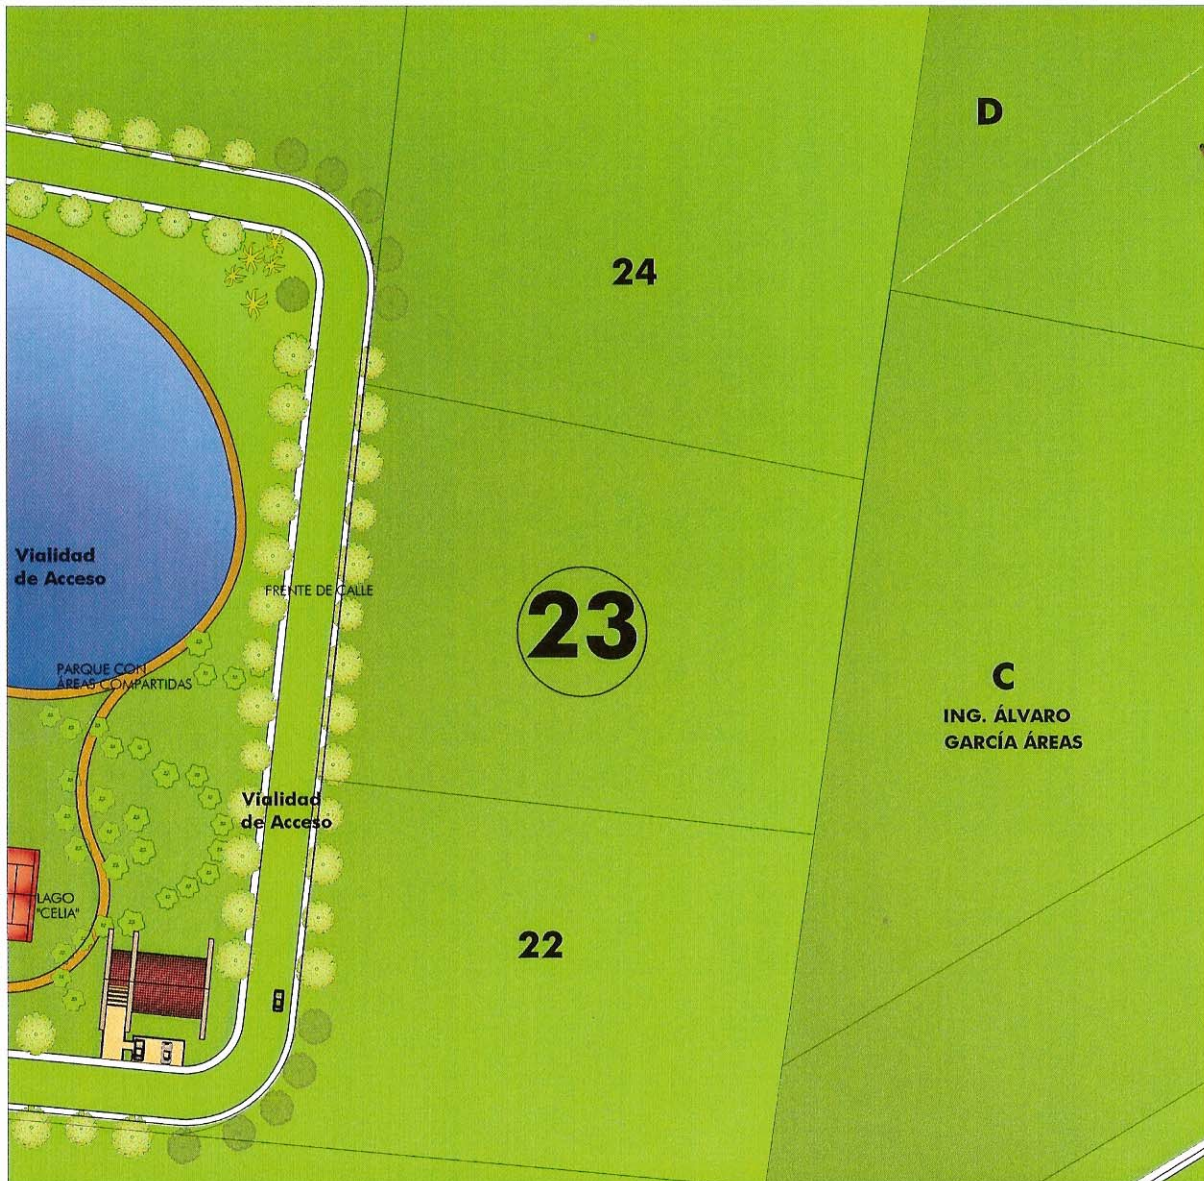 D
24
Vialidad
de Acceso
FRENTE DE CALLE
23
PARQUE CON
ÁREAS COMPARTIDAS
C
ING. ÁLVARO
GARCÍA ÁREAS
Vialidad
de Acceso
LAGO
"CELIA"
22